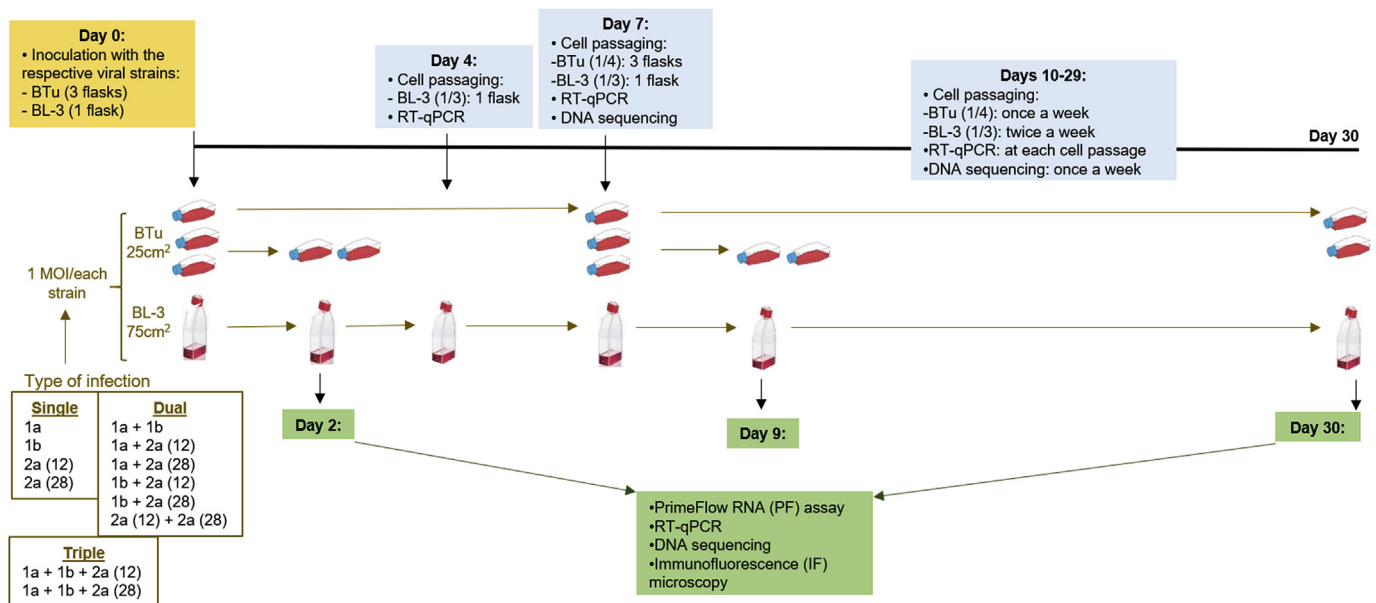 Day 0:
• Inoculation with the
respective viral strains:
- BTu (3 flasks)
- BL-3 (1 flask)
Day 4:
• Cell passaging:
- BL-3 (1/3): 1 flask
• RT-qPCR
Day 7:
• Cell passaging:
-BTu (1/4): 3 flasks
-BL-3 (1/3): 1 flask
• RT-qPCR
• DNA sequencing
Days 10-29:
• Cell passaging:
-BTu (1/4): once a week
-BL-3 (1/3): twice a week
•RT-qPCR: at each cell passage
•DNA sequencing: once a week
Day 30
1 MOI/each
strain
BTu
25cm²
BL-3
75cm²
Type of infection
Single
1a
1b
2a (12)
2a (28)
Dual
1a + 1b
1a + 2a (12)
1a + 2a (28)
1b + 2a (12)
1b + 2a (28)
2a (12) + 2a (28)
Triple
1a + 1b + 2a (12)
1a + 1b + 2a (28)
Day 2:
Day 9:
Day 30:
•PrimeFlow RNA (PF) assay
•RT-qPCR
•DNA sequencing
•Immunofluorescence (IF)
microscopy